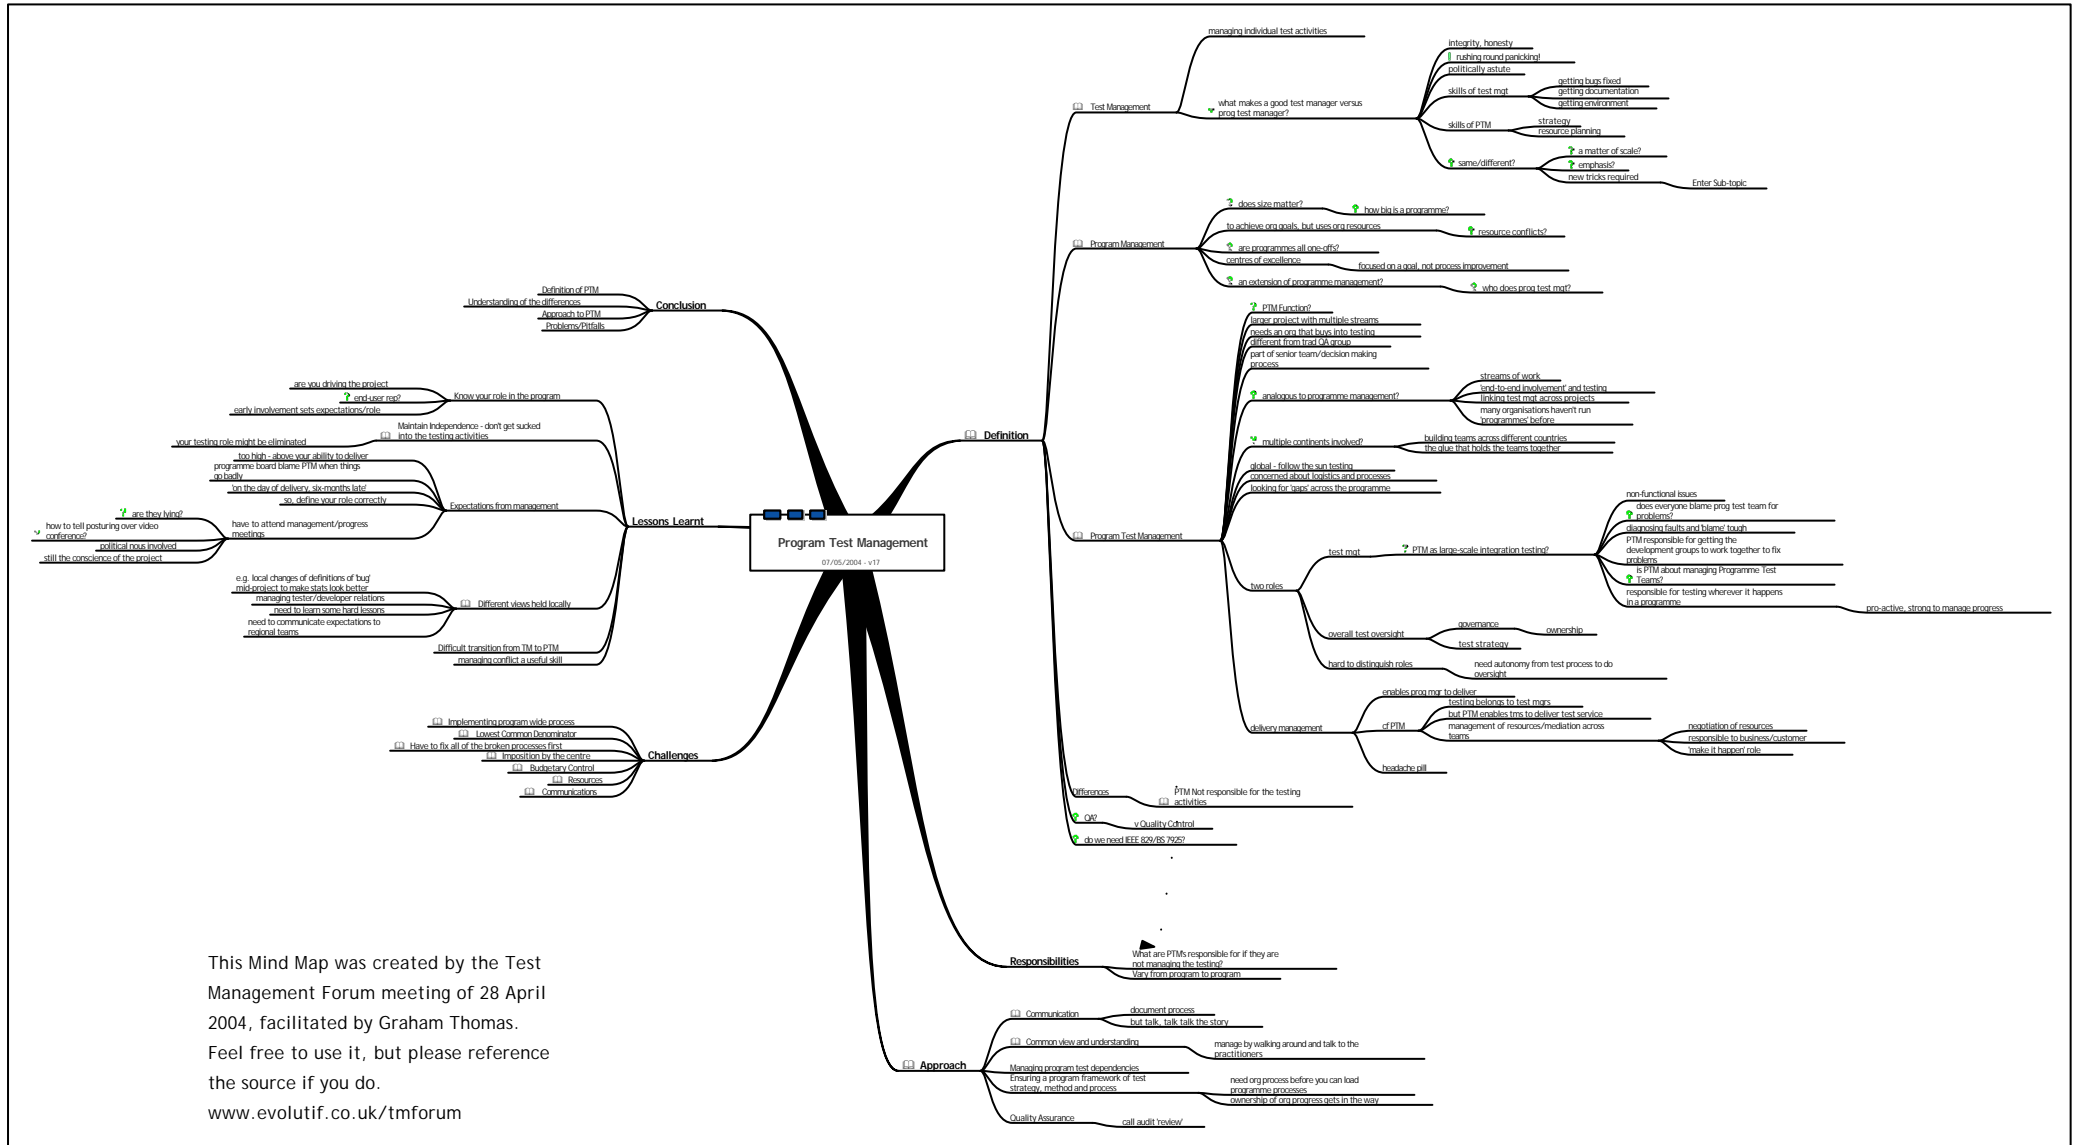 Program Test Management
07/05/2004 - v17
Definition
Test Management
managing individual test activities
what makes a good test manager versus
prog test manager?
integrity, honesty
rushing round panicking!
politically astute
skills of test mgt
getting bugs fixed
getting documentation
getting environment
skills of PTM
strategy
resource planning
same/different?
a matter of scale?
emphasis?
new tricks required
Enter Sub-topic
Program Management
does size matter?
how big is a programme?
to achieve org goals, but uses org resources
resource conflicts?
are programmes all one-offs?
centres of excellence
focused on a goal, not process improvement
an extension of programme management?
who does prog test mgt?
Program Test Management
PTM Function?
larger project with multiple streams
needs an org that buys into testing
different from trad QA group
part of senior team/decision making
process
analogous to programme management?
streams of work
'end-to-end involvement' and testing
linking test mgt across projects
many organisations haven't run
'programmes' before
multiple continents involved?
building teams across different countries
the glue that holds the teams together
global - follow the sun testing
concerned about logistics and processes
looking for 'gaps' across the programme
two roles
test mgt
PTM as large-scale integration testing?
non-functional issues
does everyone blame prog test team for
problems?
diagnosing faults and 'blame' tough
PTM responsible for getting the
development groups to work together to fix
problems
is PTM about managing Programme Test
Teams?
responsible for testing wherever it happens
in a programme
pro-active, strong to manage progress
overall test oversight
governance
ownership
test strategy
hard to distinguish roles
need autonomy from test process to do
oversight
delivery management
enables prog mgr to deliver
cf PTM
testing belongs to test mgrs
but PTM enables tms to deliver test service
management of resources/mediation across
teams
negotiation of resources
responsible to business/customer
'make it happen' role
headache pill
Differences
PTM Not responsible for the testing
activities
QA?
v Quality Control
do we need IEEE 829/BS 7925?
Responsibilities
What are PTM's responsible for if they are
not managing the testing?
Vary from program to program
Approach
Communication
document process
but talk, talk talk the story
Common view and understanding
manage by walking around and talk to the
practitioners
Managing program test dependencies
Ensuring a program framework of test
strategy, method and process
need org process before you can load
programme processes
ownership of org progress gets in the way
Quality Assurance
call audit 'review'
Conclusion
Definition of PTM
Understanding of the differences
Approach to PTM
Problems/Pitfalls
Lessons Learnt
Know your role in the program
are you driving the project
end-user rep?
early involvement sets expectations/role
Maintain Independence - don't get sucked
into the testing activities
your testing role might be eliminated
Expectations from management
too high - above your ability to deliver
programme board blame PTM when things
go badly
'on the day of delivery, six-months late'
so, define your role correctly
have to attend management/progress
meetings
are they lying?
how to tell posturing over video
conference?
political nous involved
still the conscience of the project
Different views held locally
e.g. local changes of definitions of 'bug'
mid-project to make stats look better
managing tester/developer relations
need to learn some hard lessons
need to communicate expectations to
regional teams
Difficult transition from TM to PTM
managing conflict a useful skill
Challenges
Implementing program wide process
Lowest Common Denominator
Have to fix all of the broken processes first
Imposition by the centre
Budgetary Control
Resources
Communications
This Mind Map was created by the Test
Management Forum meeting of 28 April
2004, facilitated by Graham Thomas.
Feel free to use it, but please reference
the source if you do.
www.evolutif.co.uk/tmforum